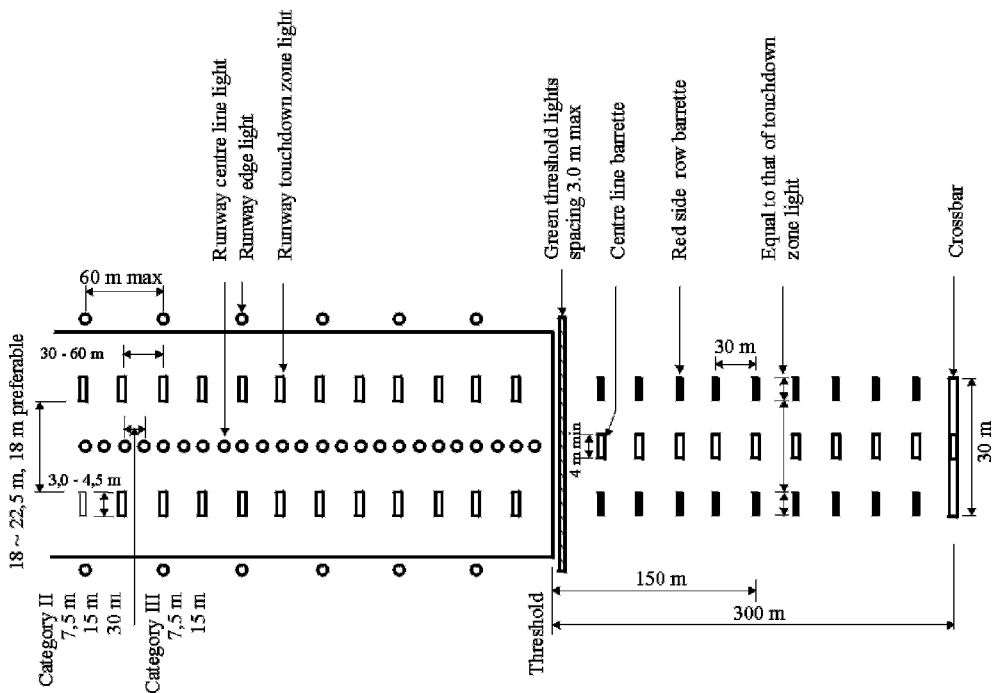 Runway centre line light
Runway edge light
Runway touchdown zone light
Green threshold lights
spacing 3.0 m max
Centre line barrette
Red side row barrette
Equal to that of touchdown
zone light
Crossbar
60 m max
30 - 60 m
18 ~ 22,5 m, 18 m preferable
3,0 - 4,5 m
30 m
4 m min
30 m
150 m
300 m
Threshold
Category II
7,5 m
15 m
30 m
Category III
7,5 m
15 m